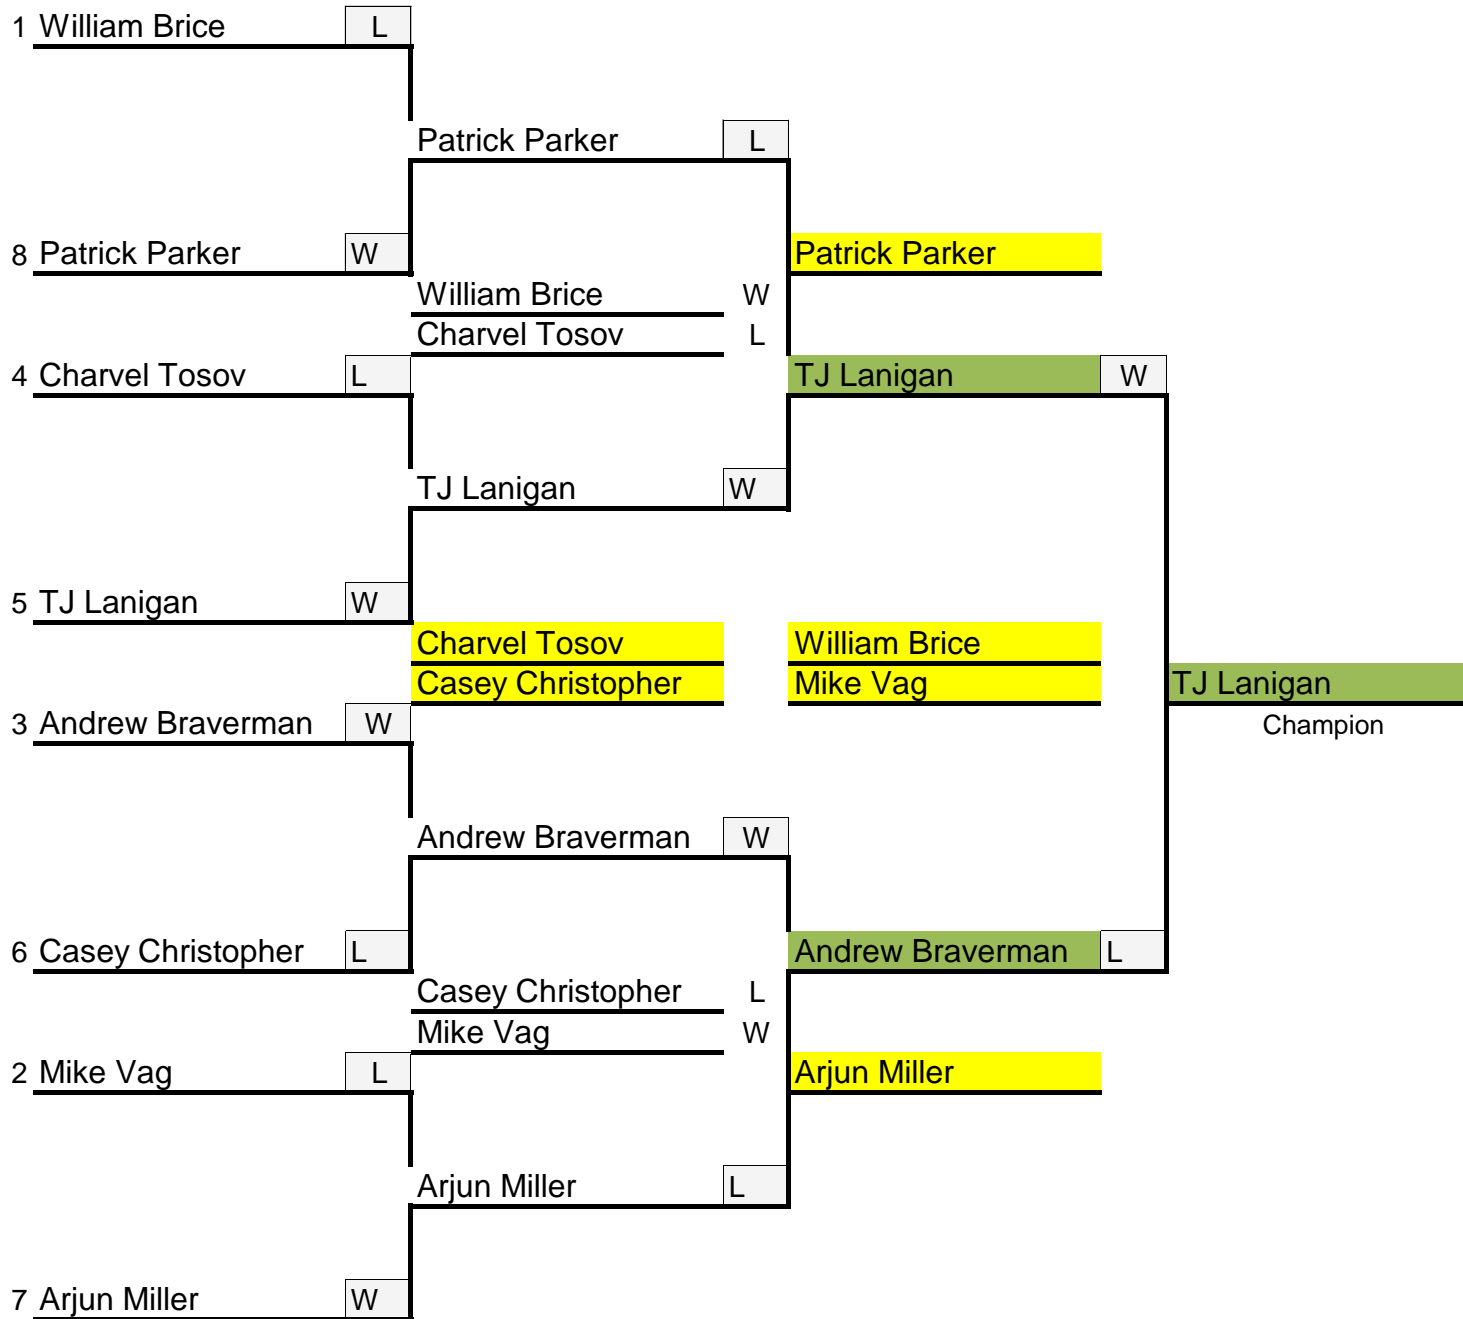 1 William Brice L
Patrick Parker L
8 Patrick Parker W
Patrick Parker
William Brice W
Charvel Tosov L
4 Charvel Tosov L
TJ Lanigan W
TJ Lanigan W
5 TJ Lanigan W
Charvel Tosov
William Brice
Casey Christopher
Mike Vag
TJ Lanigan
3 Andrew Braverman W
Champion
Andrew Braverman W
6 Casey Christopher L
Andrew Braverman L
Casey Christopher L
Mike Vag W
2 Mike Vag L
Arjun Miller
Arjun Miller L
7 Arjun Miller W